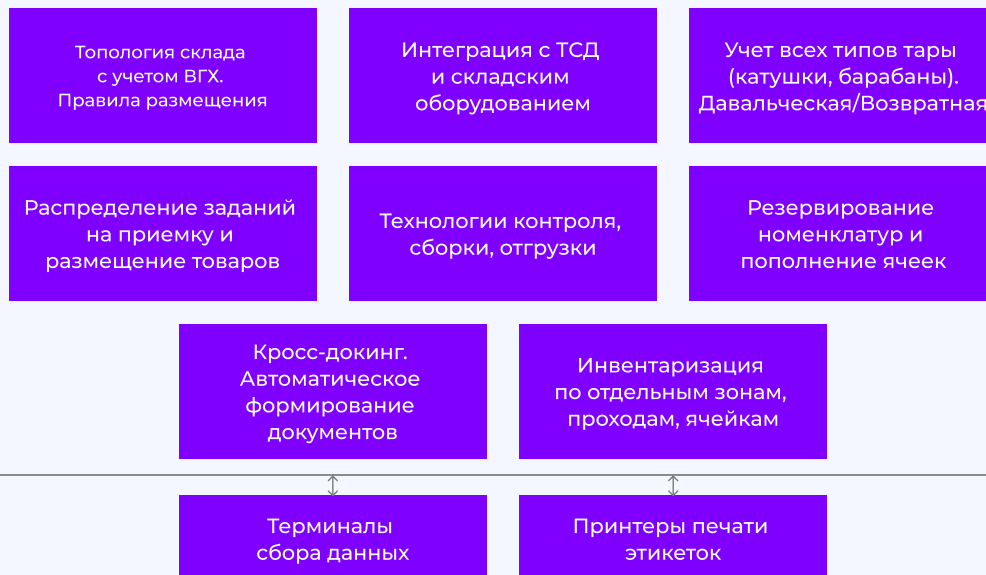 Топология склада
с учетом ВГХ.
Правила размещения
Интеграция с ТСД
и складским
оборудованием
Учет всех типов тары
(катушки, барабаны).
Давальческая/Возвратная
Распределение заданий
на приемку и
размещение товаров
Технологии контроля,
сборки, отгрузки
Резервирование
номенклатур и
пополнение ячеек
Кросс-докинг.
Автоматическое
формирование
документов
Инвентаризация
по отдельным зонам,
проходам, ячейкам
Терминалы
сбора данных
Принтеры печати
этикеток